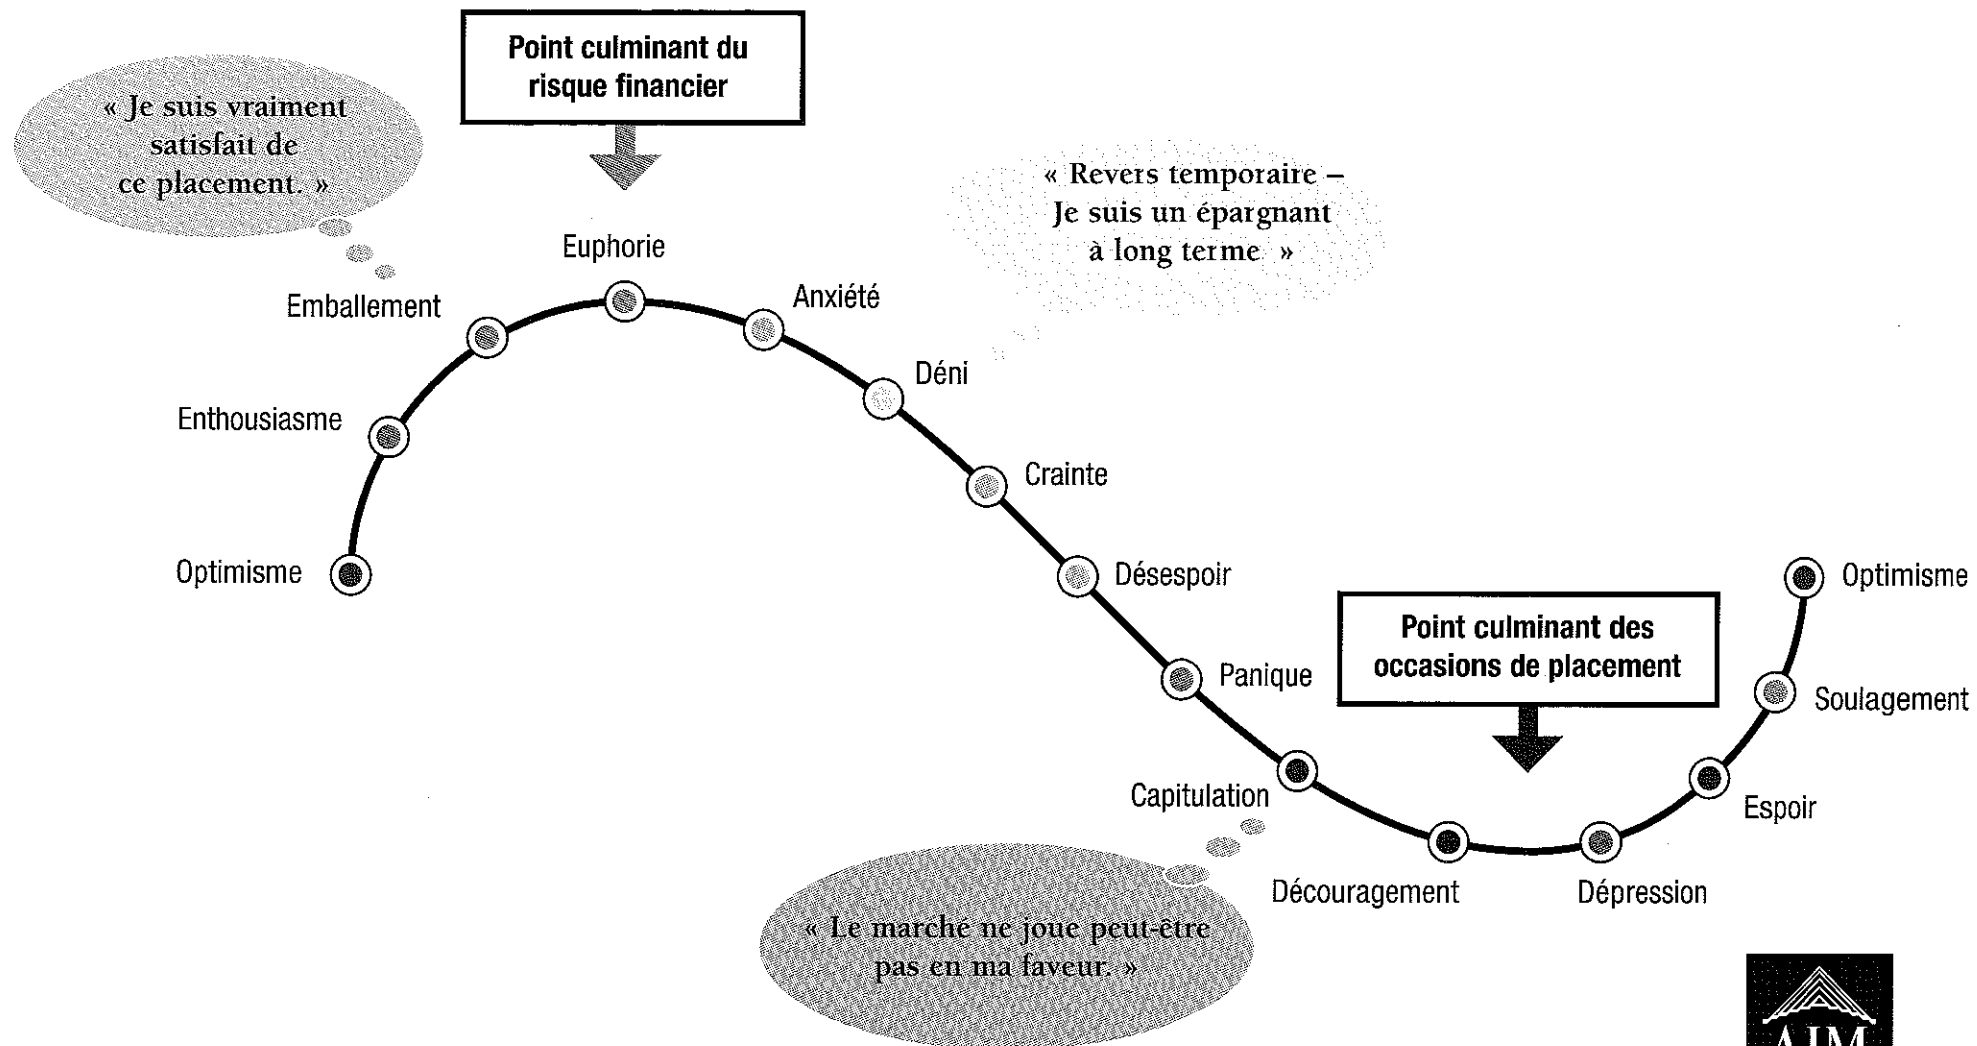 Point culminant du
risque financier
« Je suis vraiment
satisfait de
ce placement. »
« Revers temporaire –
Je suis un épargnant
à long terme »
Euphorie
Emballement
Anxiété
Déni
Enthousiasme
Crainte
Optimisme
Désespoir
Optimisme
Point culminant des
occasions de placement
Panique
Soulagement
Capitulation
Espoir
Découragement
Dépression
« Le marché ne joue peut-être
pas en ma faveur. »
AIM